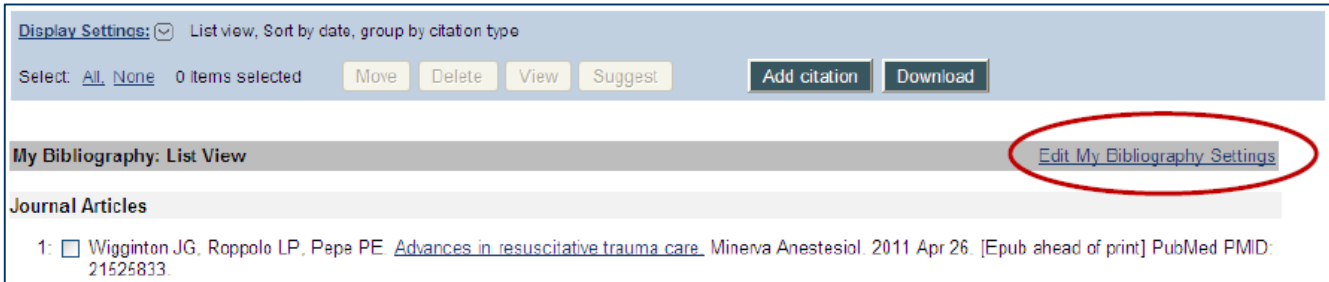 Display Settings: List view, Sort by date, group by citation type
Select: All, None 0 items selected Move Delete View Suggest Add citation Download
My Bibliography: List View Edit My Bibliography Settings
Journal Articles
1: Wigginton JG, Roppolo LP, Pepe PE. Advances in resuscitative trauma care. Minerva Anestesiol. 2011 Apr 26. [Epub ahead of print] PubMed PMID:
21525833.